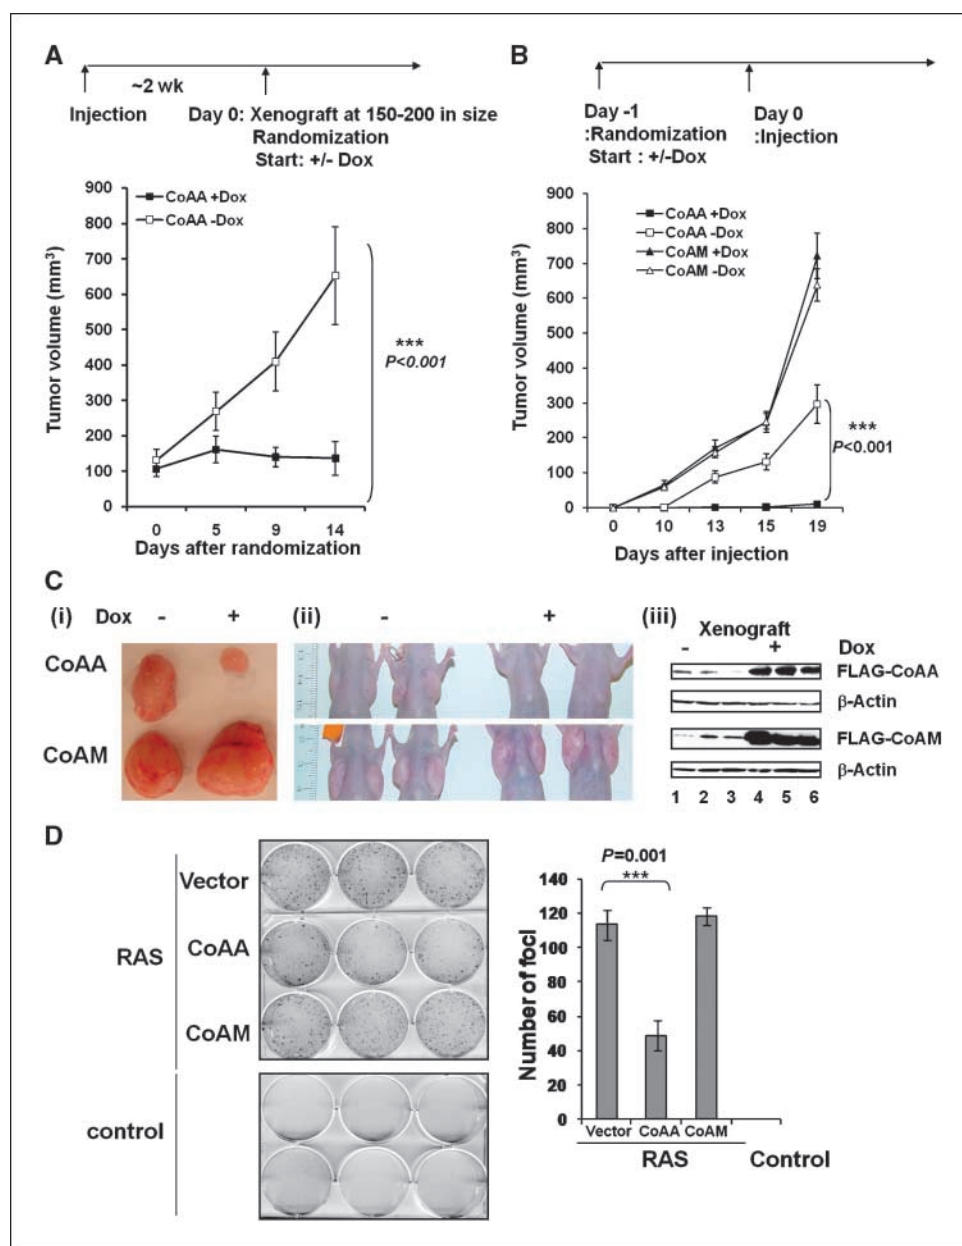 A
~2 wk
Injection
Day 0: Xenograft at 150-200 in size
Randomization
Start: +/- Dox
900
800
700
600
500
400
300
200
100
0
Tumor volume (mm³)
CoAA +Dox
CoAA -Dox
***
P<0.001
0 5 9 14
Days after randomization
B
Day -1
:Randomization
Start : +/-Dox
Day 0
:Injection
900
800
700
600
500
400
300
200
100
0
Tumor volume (mm³)
CoAA +Dox
CoAA -Dox
CoAM +Dox
CoAM -Dox
***
P<0.001
0 10 13 15 19
Days after injection
C
(i) Dox - +
CoAA
CoAM
(ii) - +
(iii)
Xenograft
- + Dox
FLAG-CoAA
β-Actin
FLAG-CoAM
β-Actin
1 2 3 4 5 6
D
RAS
Vector
CoAA
CoAM
control
P=0.001
***
140
120
100
80
60
40
20
0
Number of foci
Vector CoAA CoAM
RAS Control